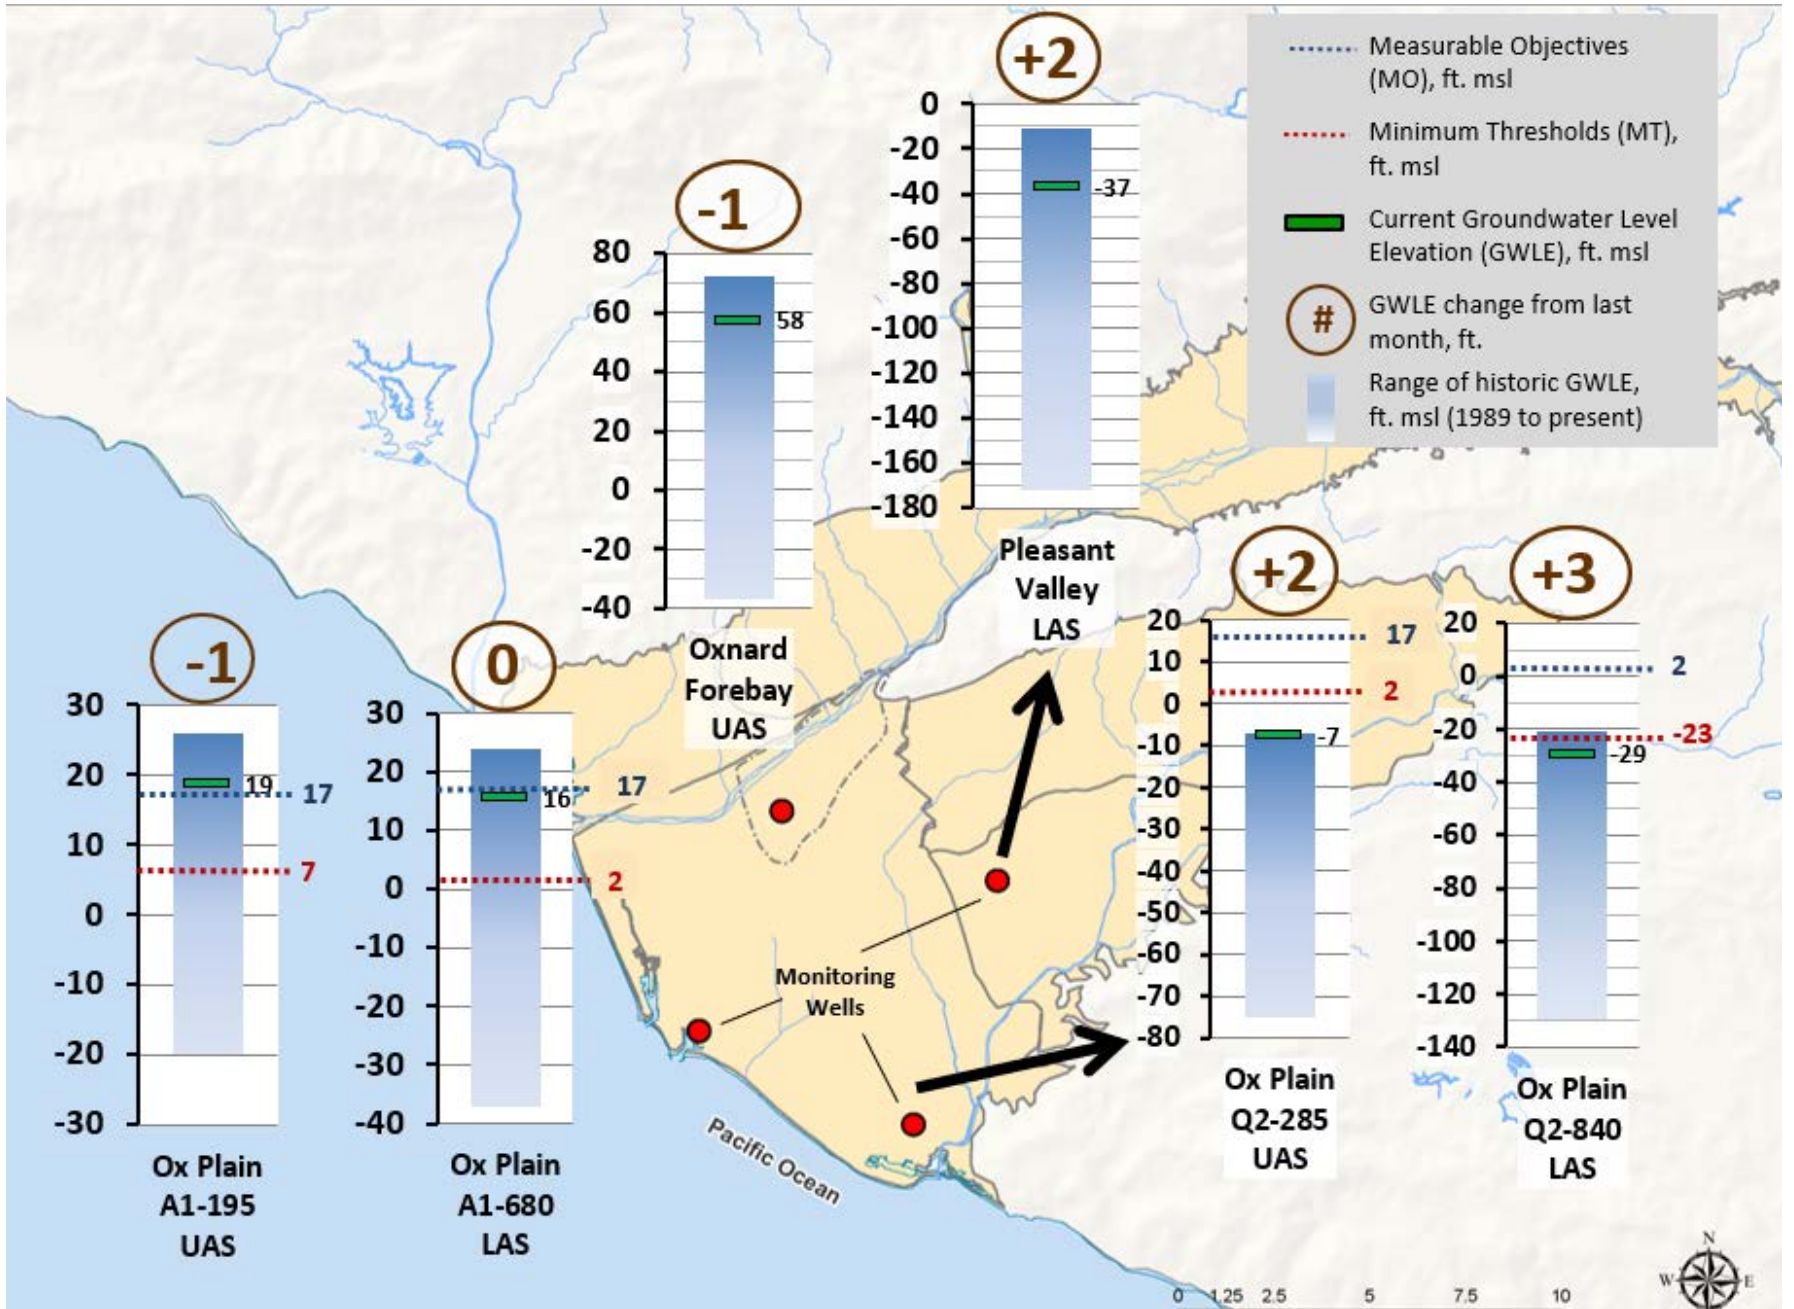 Measurable Objectives
(MO), ft. msl
Minimum Thresholds (MT),
ft. msl
Current Groundwater Level
Elevation (GWLE), ft. msl
#
GWLE change from last
month, ft.
Range of historic GWLE,
ft. msl (1989 to present)
+2
0
-20
-40
-60
-80
-100
-120
-140
-160
-180
-37
Pleasant
Valley
LAS
-1
80
60
40
20
0
-20
-40
58
Oxnard
Forebay
UAS
-1
30
20
10
0
-10
-20
-30
19
17
7
Ox Plain
A1-195
UAS
0
30
20
10
0
-10
-20
-30
-40
17
16
2
Ox Plain
A1-680
LAS
+2
20
10
0
-10
-20
-30
-40
-50
-60
-70
-80
17
2
-7
Ox Plain
Q2-285
UAS
+3
20
0
-20
-40
-60
-80
-100
-120
-140
2
-23
-29
Ox Plain
Q2-840
LAS
Monitoring
Wells
Pacific Ocean
N
W
E
0 1.25 2.5 5 7.5 10